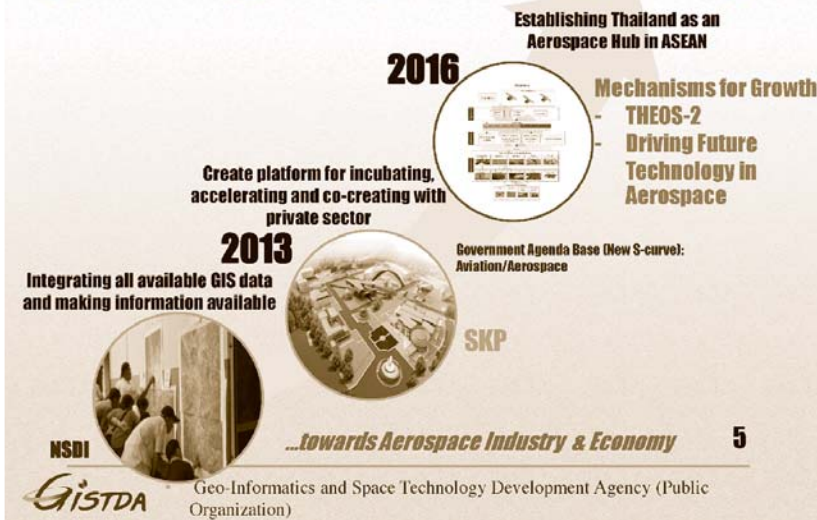 Establishing Thailand as an
Aerospace Hub in ASEAN
2016
Mechanisms for Growth
- THEOS-2
- Driving Future
Technology in
Aerospace
Create platform for incubating,
accelerating and co-creating with
private sector
2013
Government Agenda Base (New S-curve):
Aviation/Aerospace
Integrating all available GIS data
and making information available
SKP
NSDI
...towards Aerospace Industry & Economy
5
GISTDA
Geo-Informatics and Space Technology Development Agency (Public
Organization)